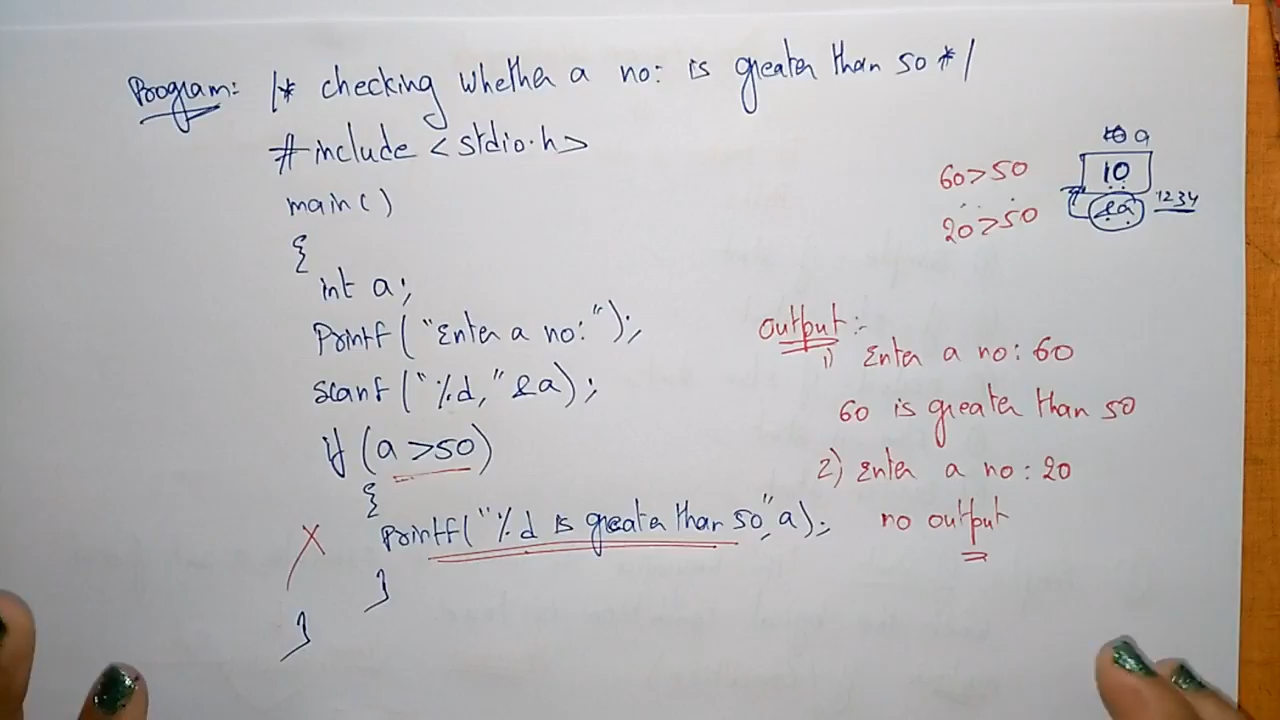 Program: /* checking whether a no: is greater than 50 */
#include <stdio.h>
main()
{
int a;
Printf("Enter a no:");
scanf("%d," &a);
if (a >50)
{
printf("%d is greater than 50," a);
}
}
60>50
20>50
a
10
&a
1234
Output:-
1) Enter a no: 60
60 is greater than 50
2) Enter a no: 20
no output